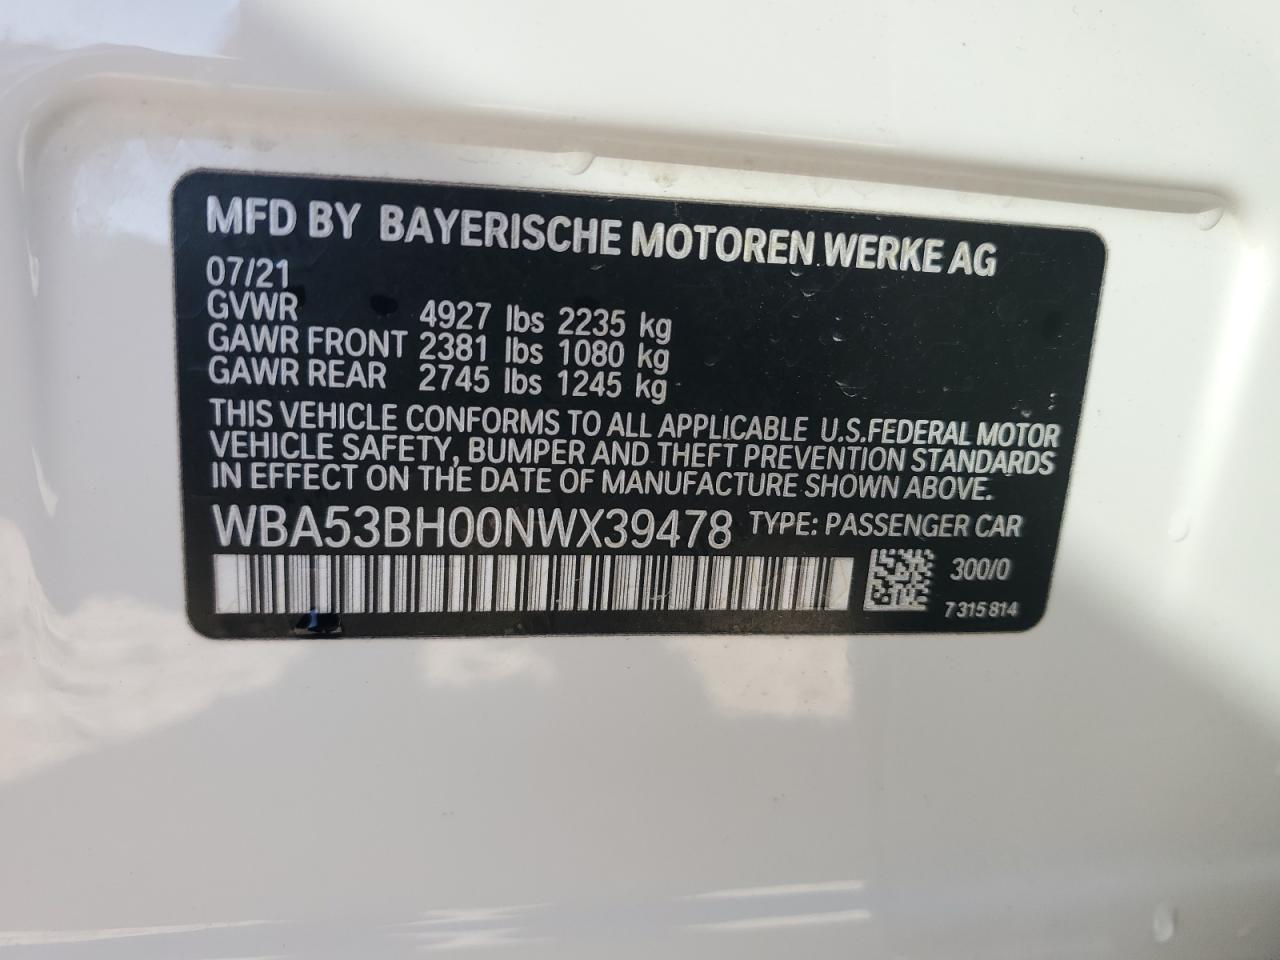 MFD BY BAYERISCHE MOTOREN WERKE AG
07/21
GVWR 4927 lbs 2235 kg
GAWR FRONT 2381 lbs 1080 kg
GAWR REAR 2745 lbs 1245 kg
THIS VEHICLE CONFORMS TO ALL APPLICABLE U.S.FEDERAL MOTOR
VEHICLE SAFETY, BUMPER AND THEFT PREVENTION STANDARDS
IN EFFECT ON THE DATE OF MANUFACTURE SHOWN ABOVE.
WBA53BH00NWX39478 TYPE: PASSENGER CAR
300/0
7 315 814